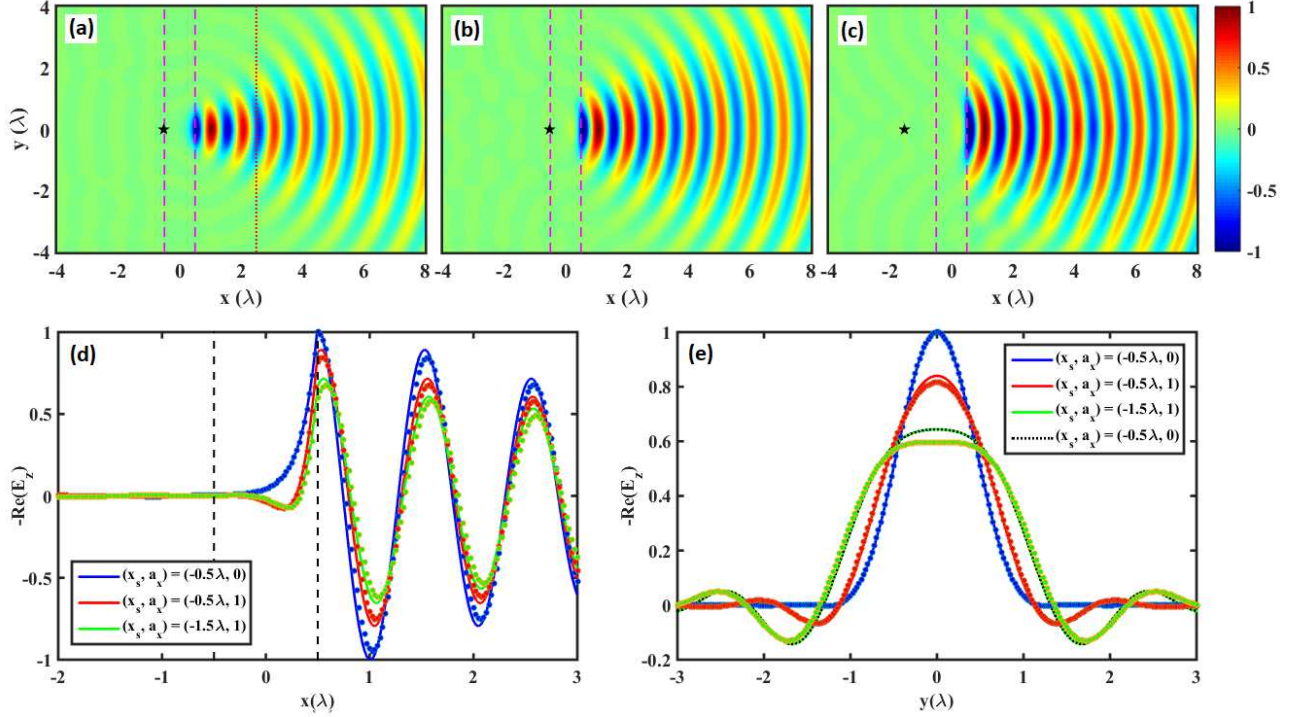 (a)
(b)
(c)
4
2
0
-2
-4
y (λ)
-4 -2 0 2 4 6 8
x (λ)
-4 -2 0 2 4 6 8
x (λ)
-4 -2 0 2 4 6 8
x (λ)
1
0.5
0
-0.5
-1
(d)
1
0.5
0
-0.5
-1
-Re(E_z)
(x_s, a_x) = (-0.5λ, 0)
(x_s, a_x) = (-0.5λ, 1)
(x_s, a_x) = (-1.5λ, 1)
-2 -1 0 1 2 3
x(λ)
(e)
1
0.8
0.6
0.4
0.2
0
-0.2
-Re(E_z)
(x_s, a_x) = (-0.5λ, 0)
(x_s, a_x) = (-0.5λ, 1)
(x_s, a_x) = (-1.5λ, 1)
(x_s, a_x) = (-0.5λ, 0)
-3 -2 -1 0 1 2 3
y(λ)